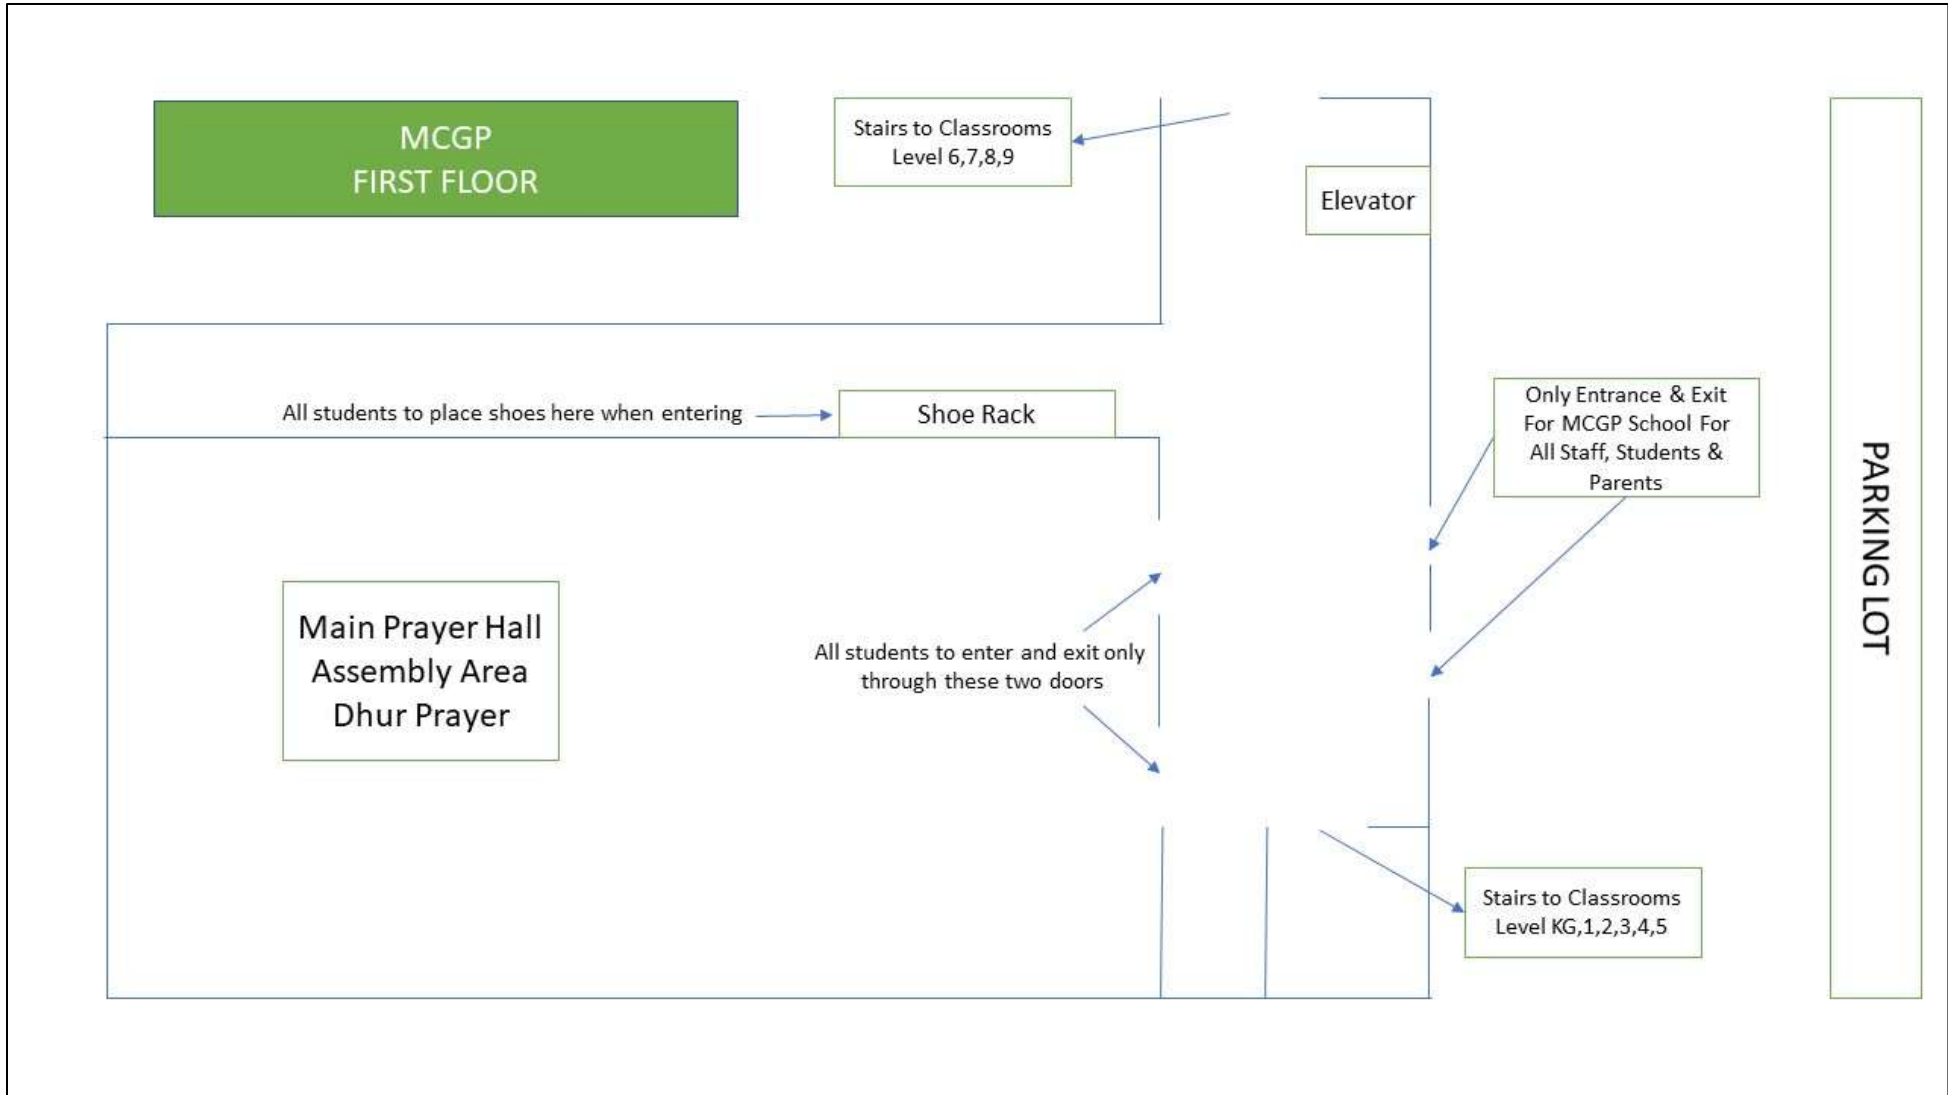 MCGP
FIRST FLOOR
Stairs to Classrooms
Level 6,7,8,9
Elevator
All students to place shoes here when entering
Shoe Rack
Only Entrance & Exit
For MCGP School For
All Staff, Students &
Parents
PARKING LOT
Main Prayer Hall
Assembly Area
Dhur Prayer
All students to enter and exit only
through these two doors
Stairs to Classrooms
Level KG,1,2,3,4,5